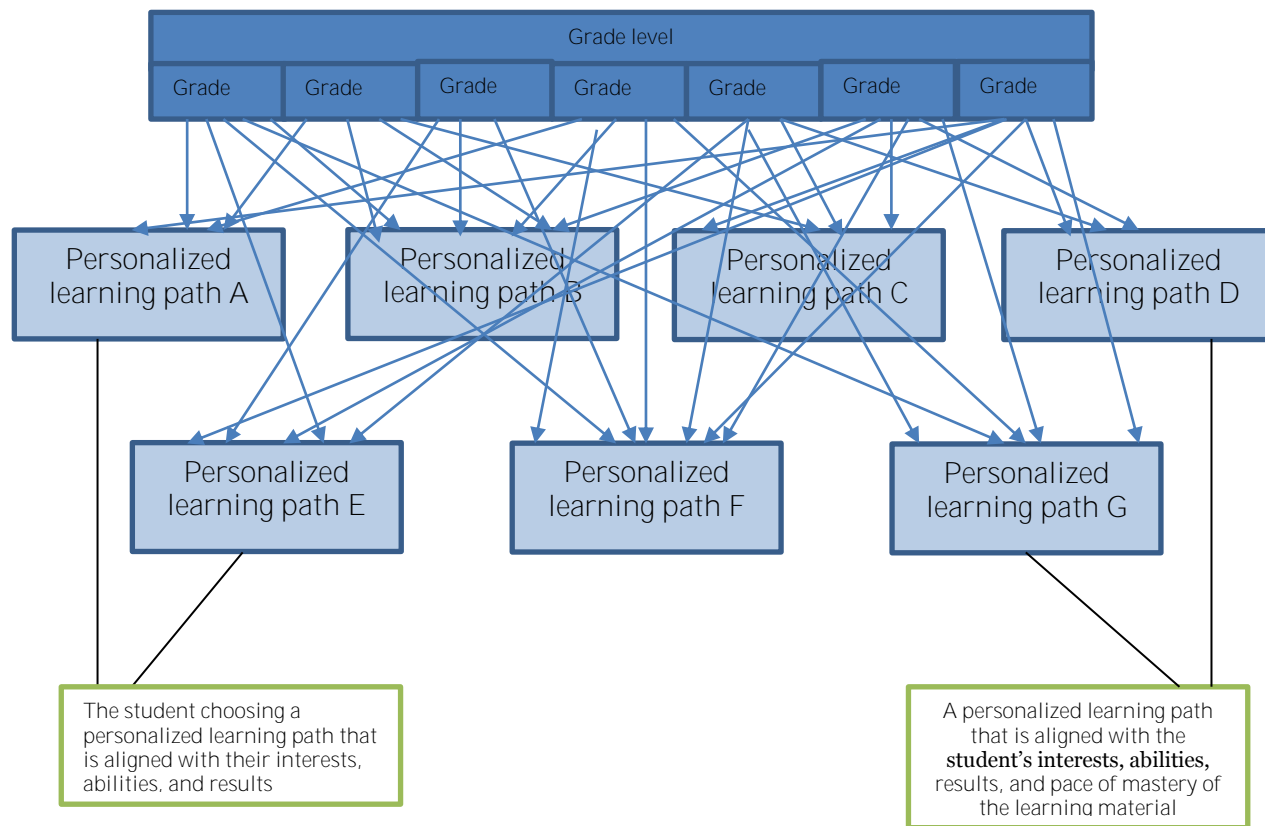 Grade level
Grade
Grade
Grade
Grade
Grade
Grade
Grade
Personalized
learning path A
Personalized
learning path B
Personalized
learning path C
Personalized
learning path D
Personalized
learning path E
Personalized
learning path F
Personalized
learning path G
The student choosing a
personalized learning path that
is aligned with their interests,
abilities, and results
A personalized learning path
that is aligned with the
student’s interests, abilities,
results, and pace of mastery of
the learning material